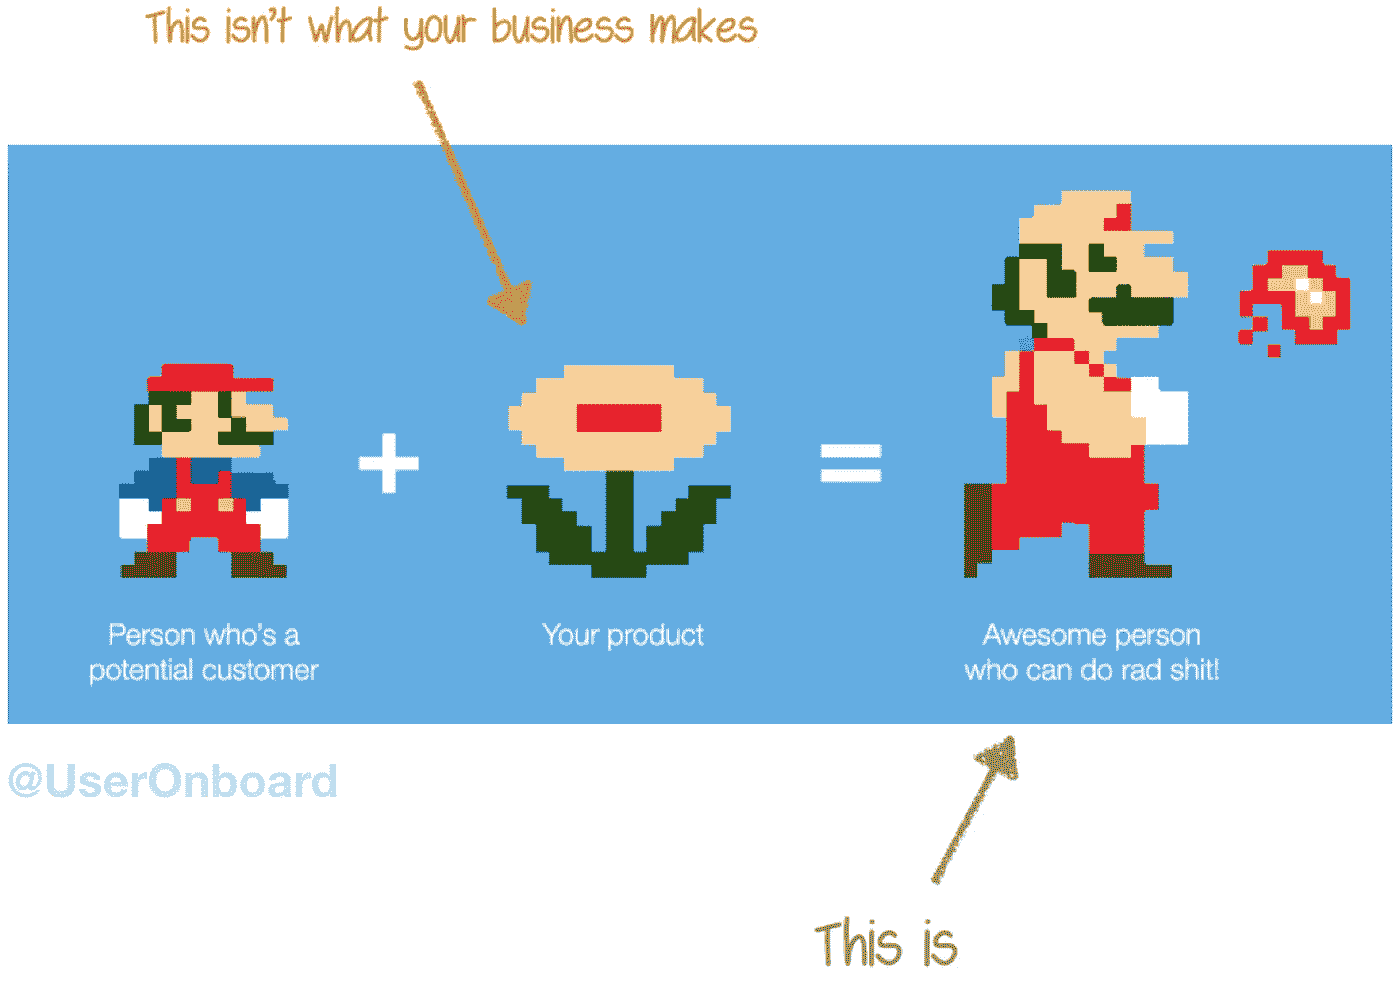 This isn't what your business makes
Person who's a
potential customer
+
Your product
=
Awesome person
who can do rad shit!
@UserOnboard
This is